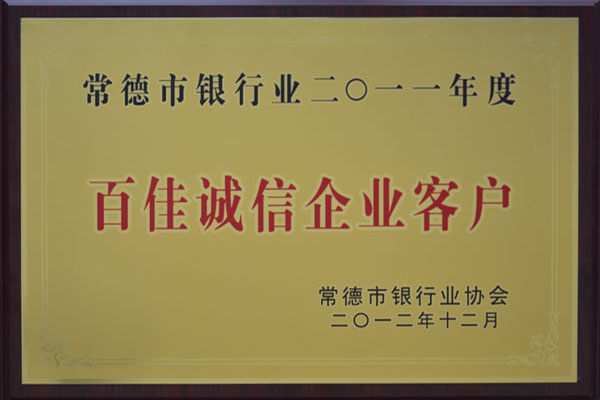 常德市银行业二〇一一年度
百佳诚信企业客户
常德市银行业协会
二〇一二年十二月